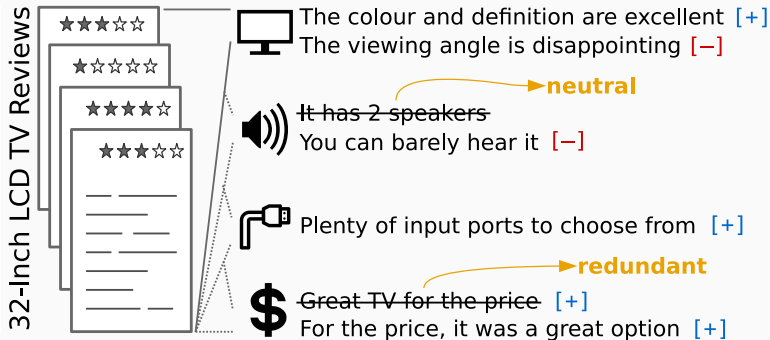 32-Inch LCD TV Reviews
The colour and definition are excellent [+]
The viewing angle is disappointing [−]
neutral
It has 2 speakers
You can barely hear it [−]
Plenty of input ports to choose from [+]
redundant
$ Great TV for the price [+]
For the price, it was a great option [+]